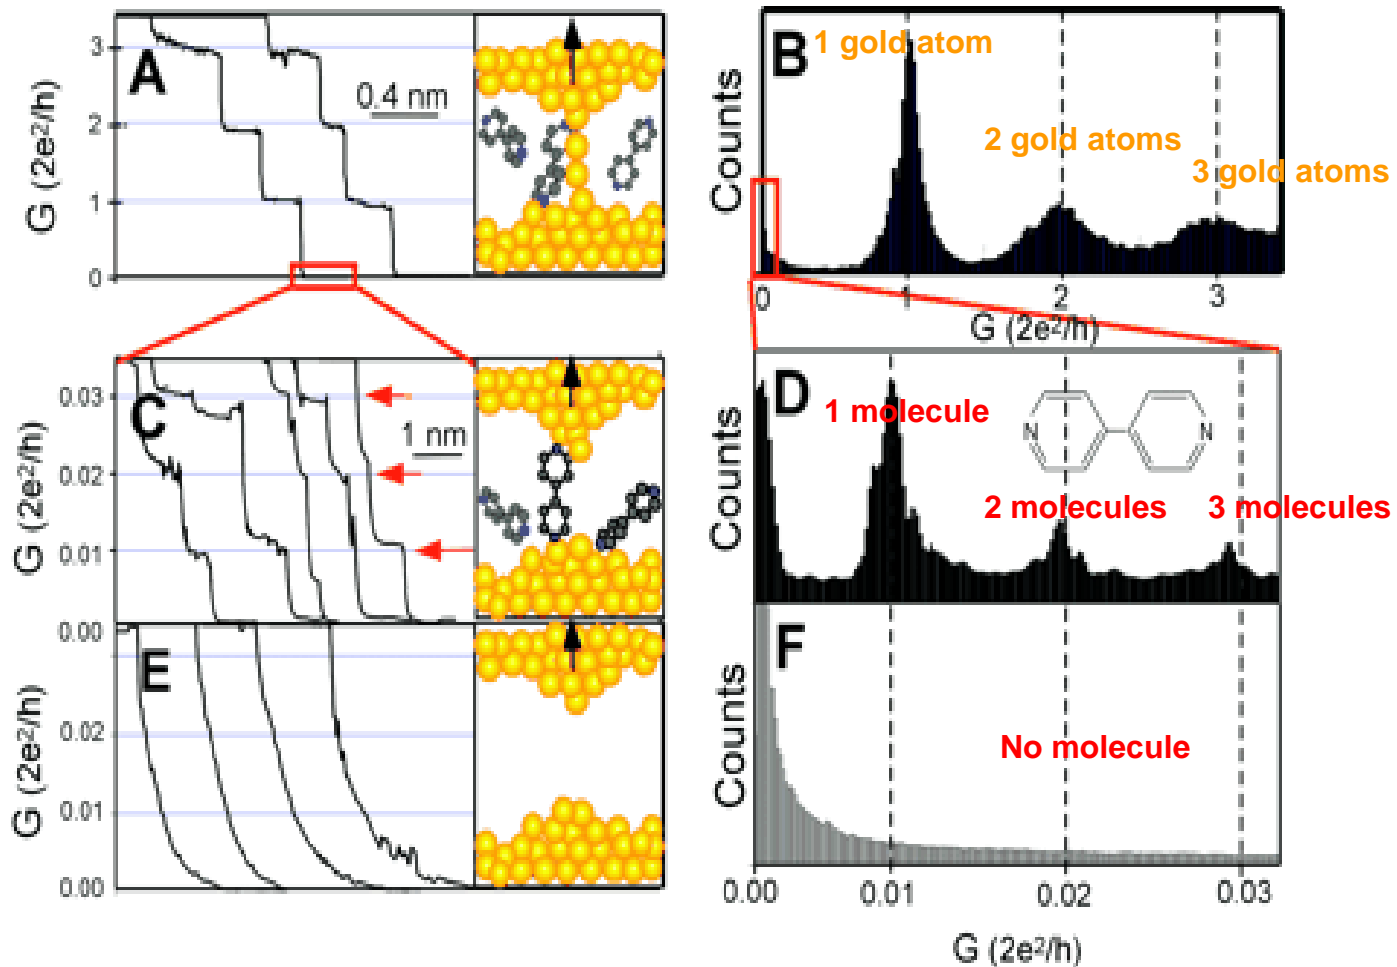 A
G (2e²/h)
3
2
1
0
0.4 nm
B
1 gold atom
2 gold atoms
3 gold atoms
Counts
0
1
2
3
G (2e²/h)
C
G (2e²/h)
0.03
0.02
0.01
1 nm
D
1 molecule
2 molecules
3 molecules
N
N
Counts
E
G (2e²/h)
0.00
0.02
0.01
0.00
F
No molecule
Counts
0.00
0.01
0.02
0.03
G (2e²/h)